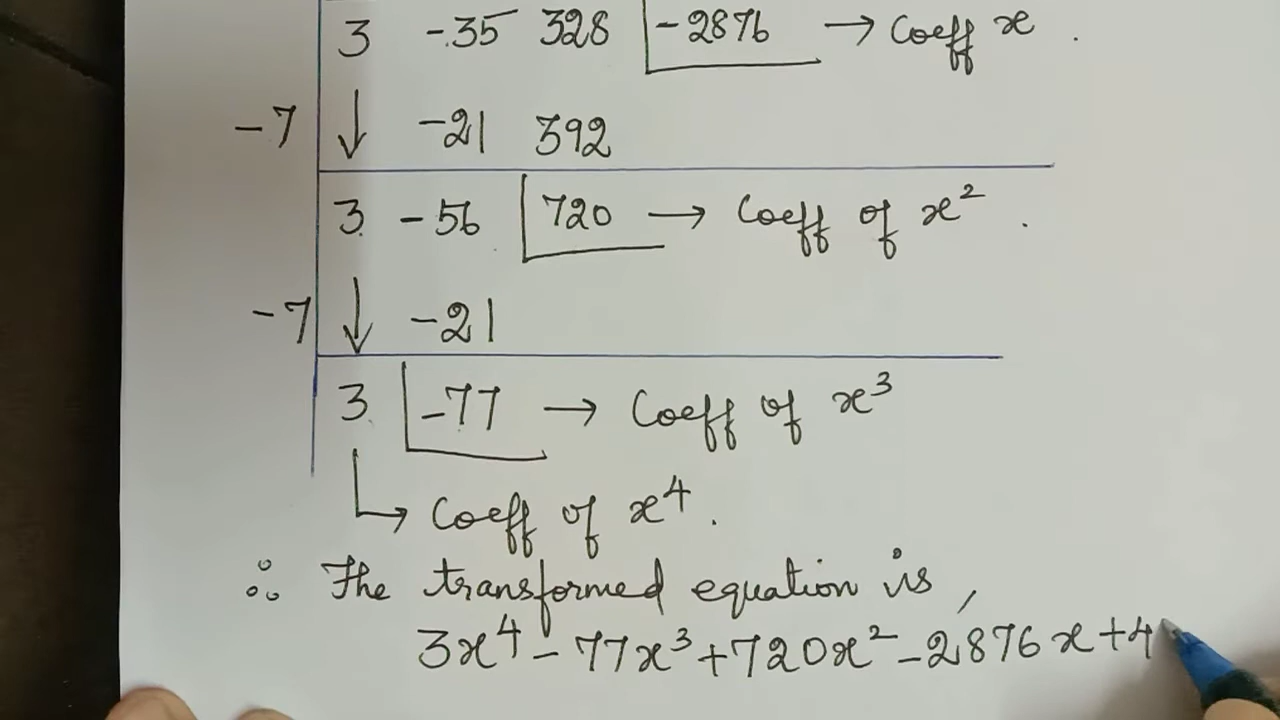 3 -35 328 -2876 → Coeff x .
-7 ↓ -21 392
3 -56 720 → Coeff of x² .
-7 ↓ -21
3 -77 → Coeff of x³
↳ Coeff of x⁴ .
∴ The transformed equation is,
3x⁴ - 77x³ + 720x² - 2876x + 4